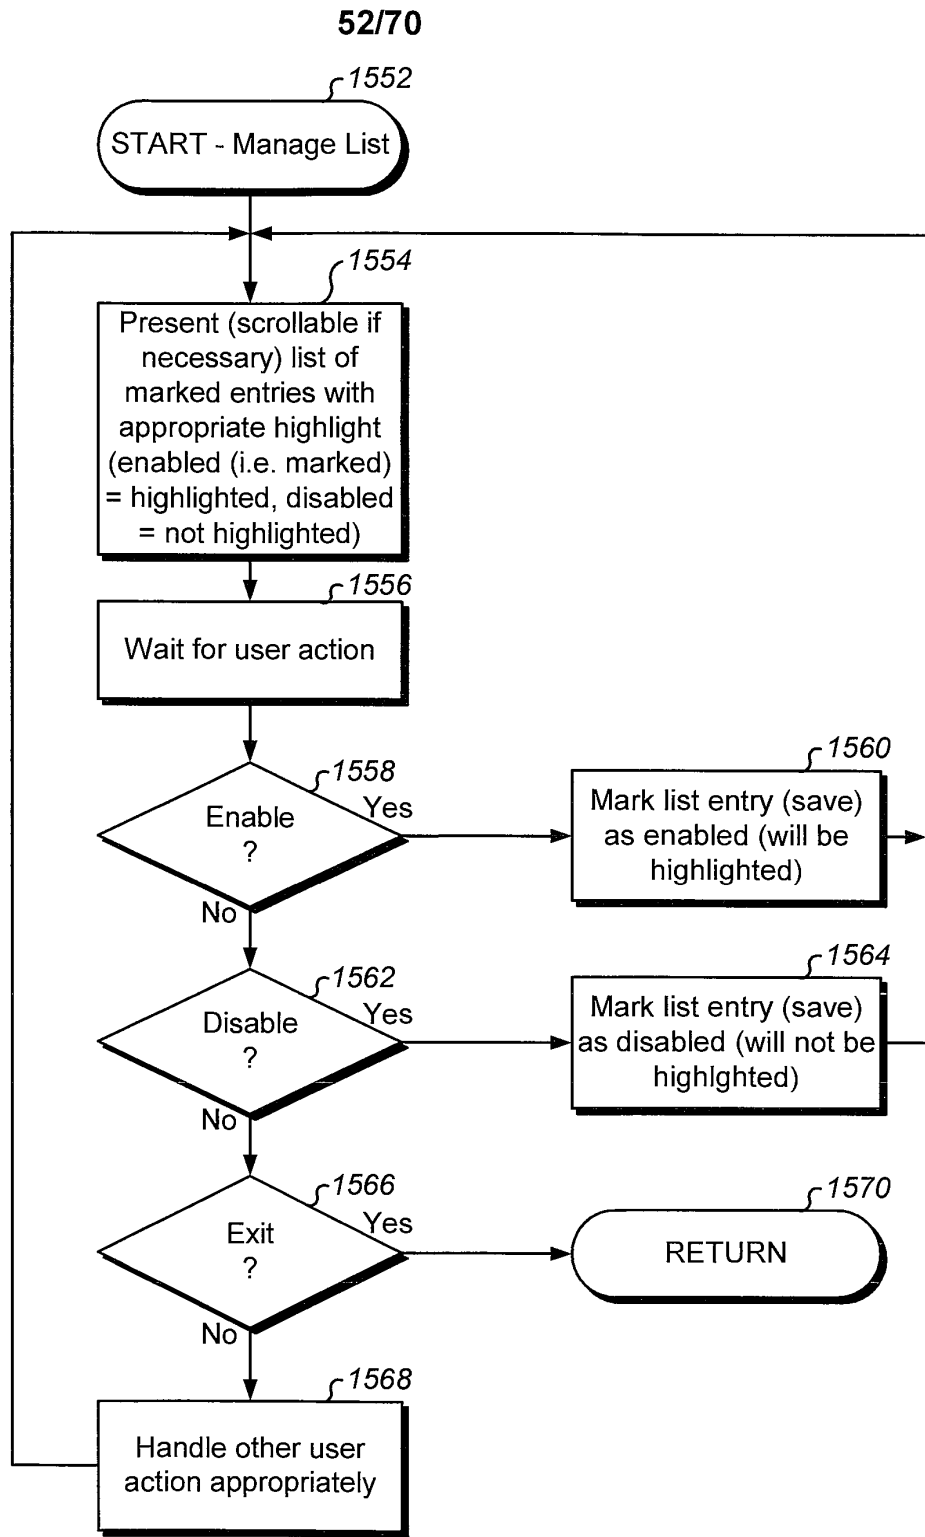 52/70
1552
START - Manage List
1554
Present (scrollable if
necessary) list of
marked entries with
appropriate highlight
(enabled (i.e. marked)
= highlighted, disabled
= not highlighted)
1556
Wait for user action
1558
Enable
?
Yes
No
1560
Mark list entry (save)
as enabled (will be
highlighted)
1562
Disable
?
Yes
No
1564
Mark list entry (save)
as disabled (will not be
highlghted)
1566
Exit
?
Yes
No
1570
RETURN
1568
Handle other user
action appropriately